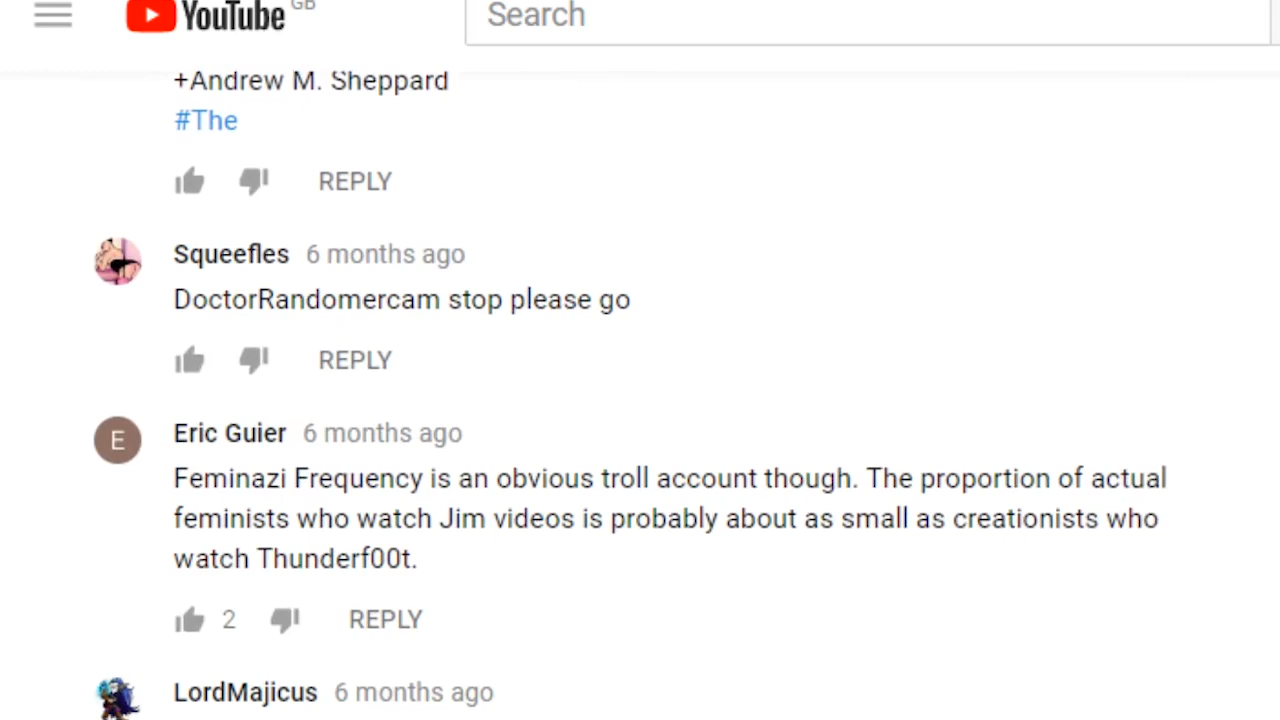 YouTube GB
Search
+Andrew M. Sheppard
#The
REPLY
Squeefles 6 months ago
DoctorRandomercam stop please go
REPLY
E
Eric Guier 6 months ago
Feminazi Frequency is an obvious troll account though. The proportion of actual
feminists who watch Jim videos is probably about as small as creationists who
watch Thunderf00t.
2 REPLY
LordMajicus 6 months ago